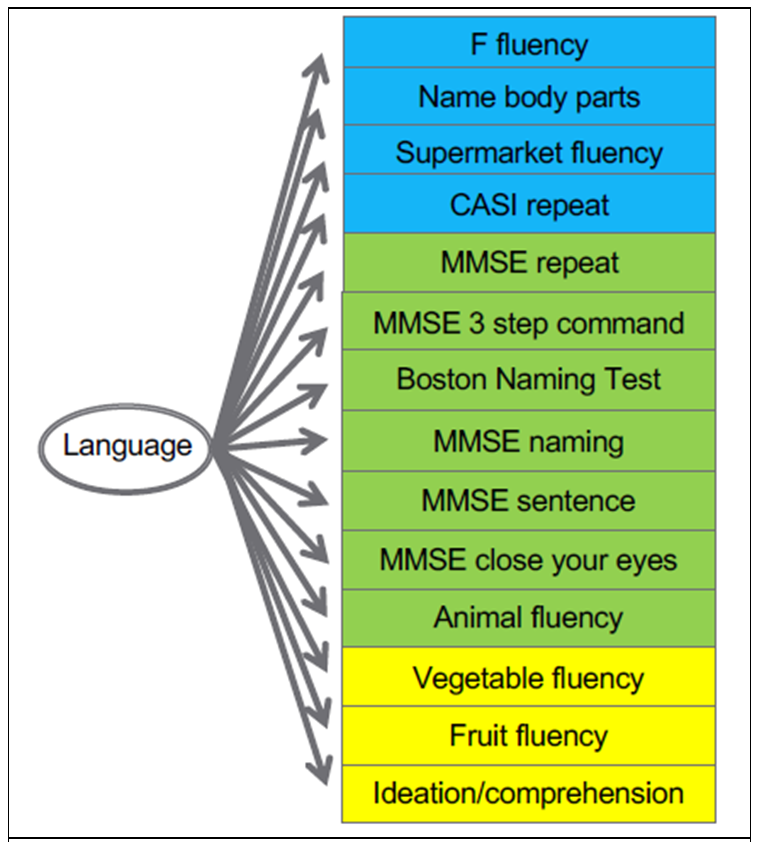 F fluency
Name body parts
Supermarket fluency
CASI repeat
MMSE repeat
MMSE 3 step command
Boston Naming Test
Language
MMSE naming
MMSE sentence
MMSE close your eyes
Animal fluency
Vegetable fluency
Fruit fluency
Ideation/comprehension